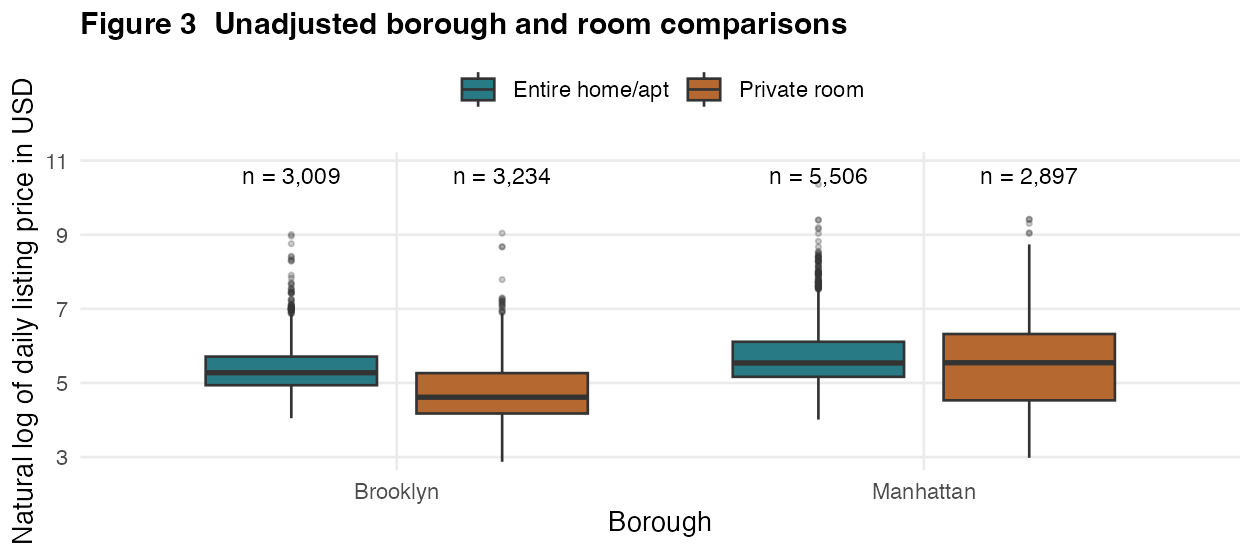 Figure 3  Unadjusted borough and room comparisons
Entire home/apt
Private room
Natural log of daily listing price in USD
11
9
7
5
3
n = 3,009
n = 3,234
n = 5,506
n = 2,897
Brooklyn
Manhattan
Borough